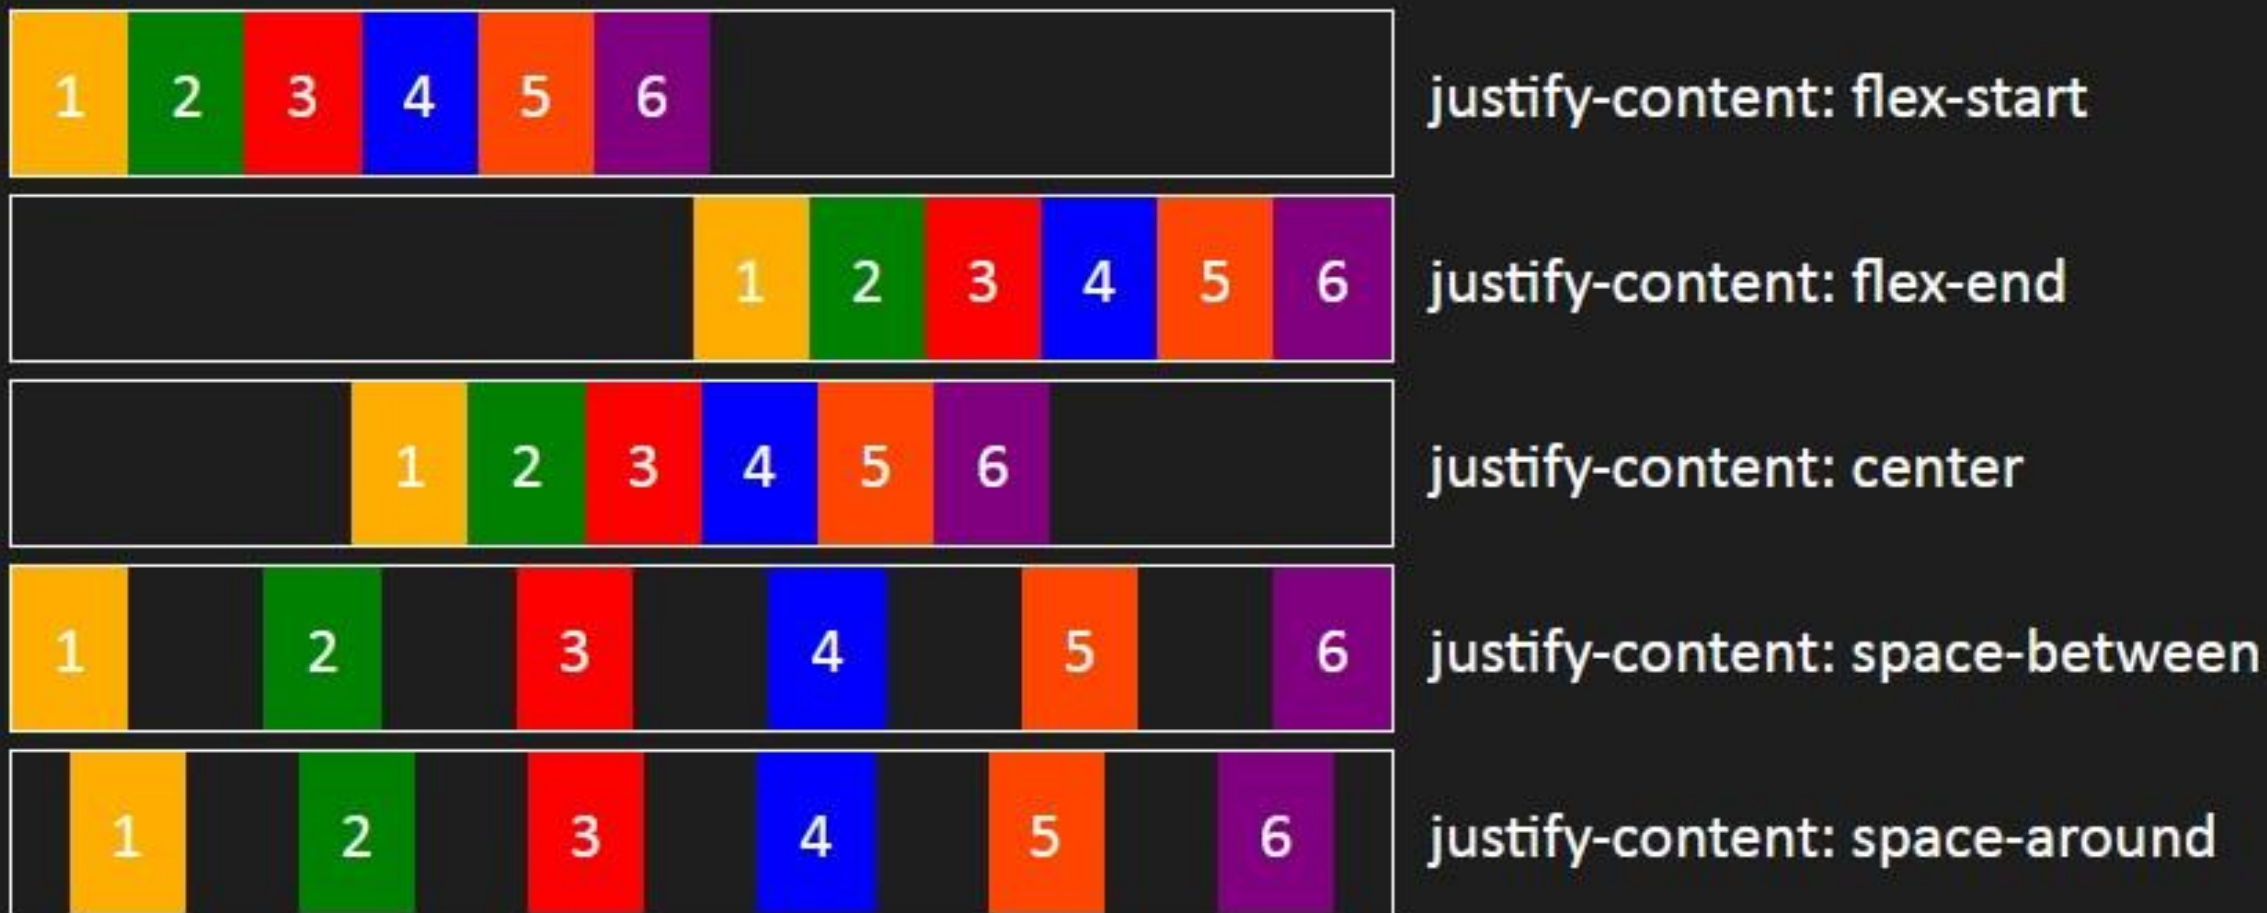 1 2 3 4 5 6 justify-content: flex-start
1 2 3 4 5 6 justify-content: flex-end
1 2 3 4 5 6 justify-content: center
1 2 3 4 5 6 justify-content: space-between
1 2 3 4 5 6 justify-content: space-around